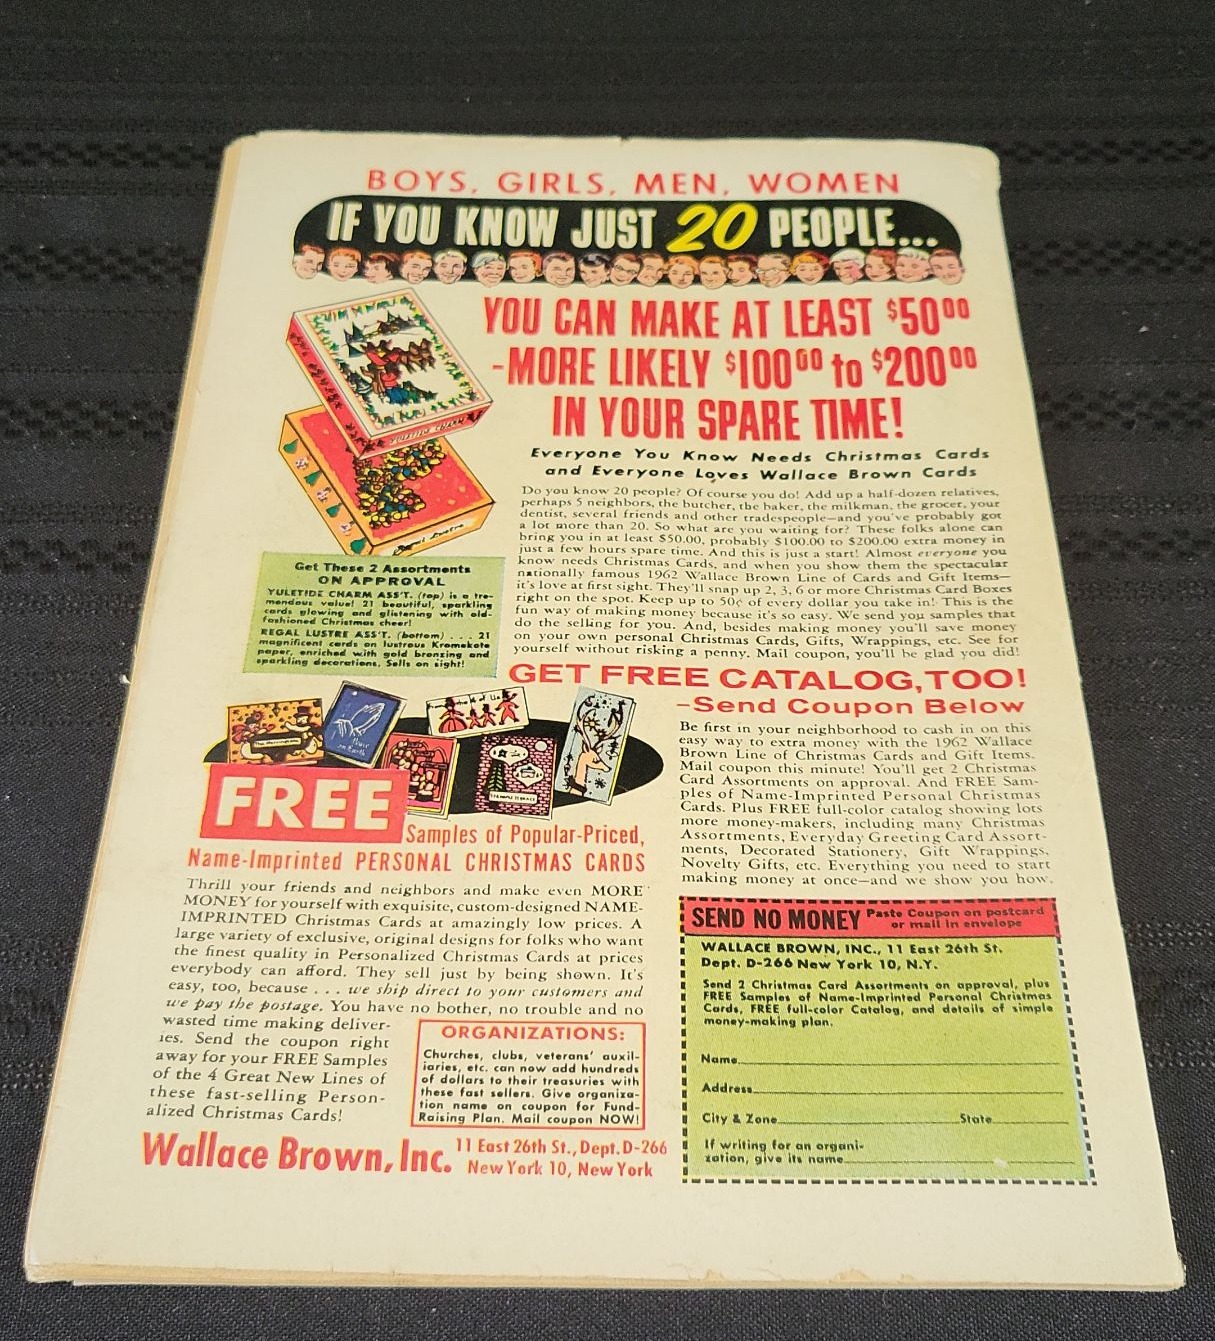 BOYS, GIRLS, MEN, WOMEN
IF YOU KNOW JUST 20 PEOPLE...
YOU CAN MAKE AT LEAST $50.00
-MORE LIKELY $100.00 to $200.00
IN YOUR SPARE TIME!
Everyone You Know Needs Christmas Cards
and Everyone Loves Wallace Brown Cards
Do you know 20 people? Of course you do! Add up a half-dozen relatives,
perhaps 5 neighbors, the butcher, the baker, the milkman, the grocer, your
dentist, several friends and other tradespeople—and you've probably got
a lot more than 20. So what are you waiting for? These folks alone can
bring you in at least $50.00, probably $100.00 to $200.00 extra money in
just a few hours spare time. And this is just a start! Almost everyone you
know needs Christmas Cards, and when you show them the spectacular
nationally famous 1962 Wallace Brown Line of Cards and Gift Items—
it's love at first sight. They'll snap up 2, 3, 6 or more Christmas Card Boxes
right on the spot. Keep up to 50¢ of every dollar you take in! This is the
fun way of making money because it's so easy. We send you samples that
do the selling for you. And, besides making money you'll save money
on your own personal Christmas Cards, Gifts, Wrappings, etc. See for
yourself without risking a penny. Mail coupon, you'll be glad you did!
YULETIDE CHARM
Regal Lustre
Get These 2 Assortments
ON APPROVAL
YULETIDE CHARM ASS'T. (top) is a tre-
mendous value! 21 beautiful, sparkling
cards glowing and glistening with old-
fashioned Christmas cheer!
REGAL LUSTRE ASS'T. (bottom) . . . 21
magnificent cards on lustrous Kromekote
paper, enriched with gold bronzing and
sparkling decorations. Sells on sight!
GET FREE CATALOG, TOO!
-Send Coupon Below
Be first in your neighborhood to cash in on this
easy way to extra money with the 1962 Wallace
Brown Line of Christmas Cards and Gift Items.
Mail coupon this minute! You'll get 2 Christmas
Card Assortments on approval. And FREE Sam-
ples of Name-Imprinted Personal Christmas
Cards. Plus FREE full-color catalog showing lots
more money-makers, including many Christmas
Assortments, Everyday Greeting Card Assort-
ments, Decorated Stationery, Gift Wrappings,
Novelty Gifts, etc. Everything you need to start
making money at once—and we show you how.
Peace
on Earth
FREE
Samples of Popular-Priced,
Name-Imprinted PERSONAL CHRISTMAS CARDS
Thrill your friends and neighbors and make even MORE
MONEY for yourself with exquisite, custom-designed NAME-
IMPRINTED Christmas Cards at amazingly low prices. A
large variety of exclusive, original designs for folks who want
the finest quality in Personalized Christmas Cards at prices
everybody can afford. They sell just by being shown. It's
easy, too, because . . . we ship direct to your customers and
we pay the postage. You have no bother, no trouble and no
wasted time making deliver-
ies. Send the coupon right
away for your FREE Samples
of the 4 Great New Lines of
these fast-selling Person-
alized Christmas Cards!
ORGANIZATIONS:
Churches, clubs, veterans' auxil-
iaries, etc. can now add hundreds
of dollars to their treasuries with
these fast sellers. Give organiza-
tion name on coupon for Fund-
Raising Plan. Mail coupon NOW!
Wallace Brown, Inc. 11 East 26th St., Dept. D-266
New York 10, New York
SEND NO MONEY Paste Coupon on postcard
or mail in envelope
WALLACE BROWN, INC., 11 East 26th St.
Dept. D-266 New York 10, N.Y.
Send 2 Christmas Card Assortments on approval, plus
FREE Samples of Name-Imprinted Personal Christmas
Cards, FREE full-color Catalog, and details of simple
money-making plan.
Name
Address
City & Zone State
If writing for an organi-
zation, give its name